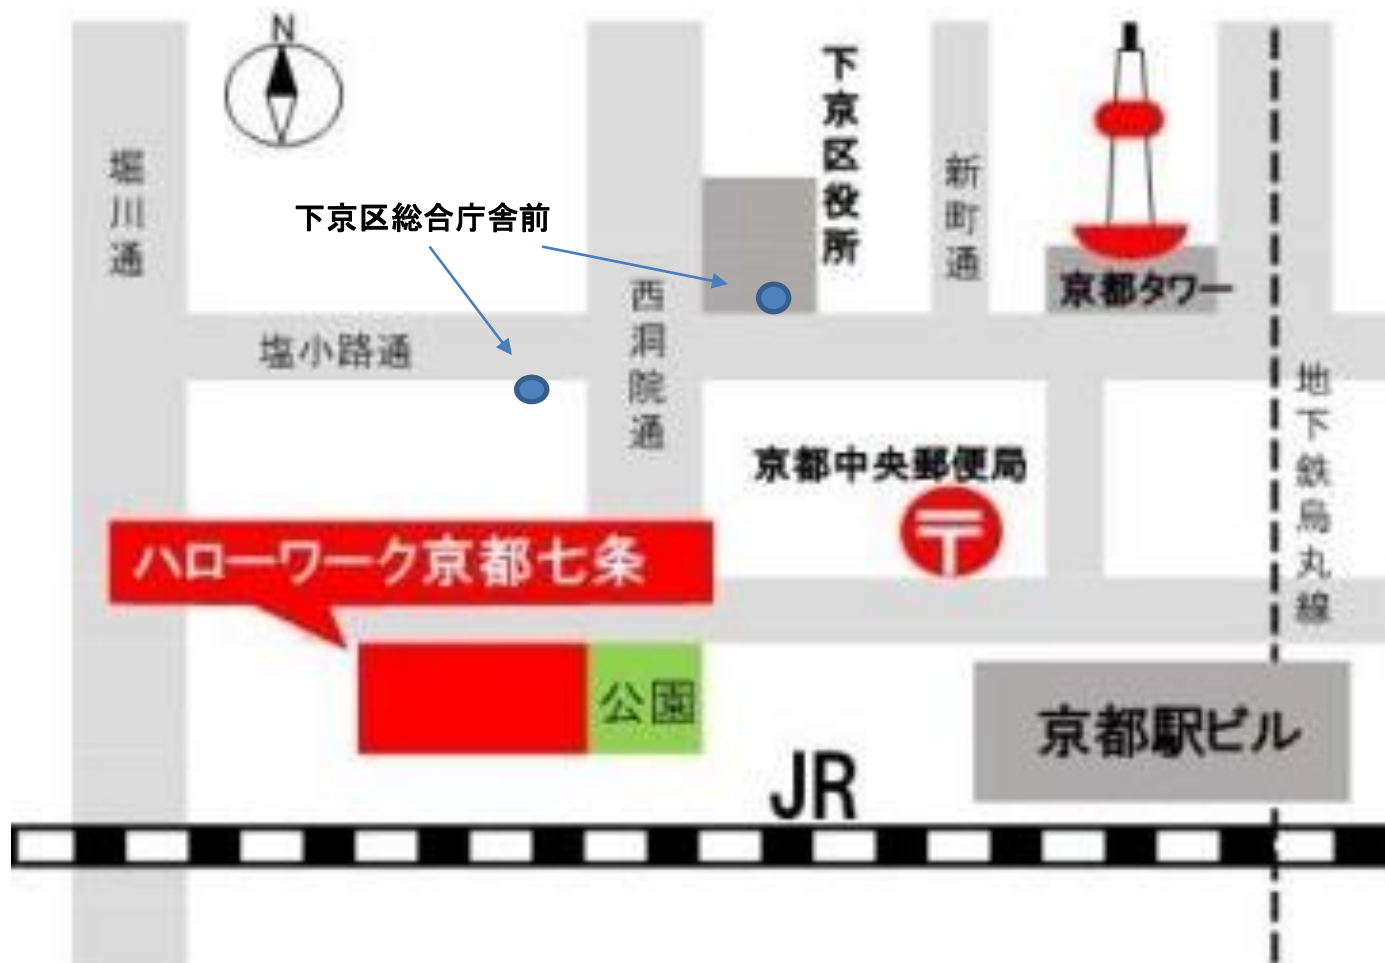 N
堀川通
下京区総合庁舎前
下京区役所
新町通
京都タワー
西洞院通
塩小路通
地下鉄烏丸線
京都中央郵便局
〒
ハローワーク京都七条
公園
京都駅ビル
JR